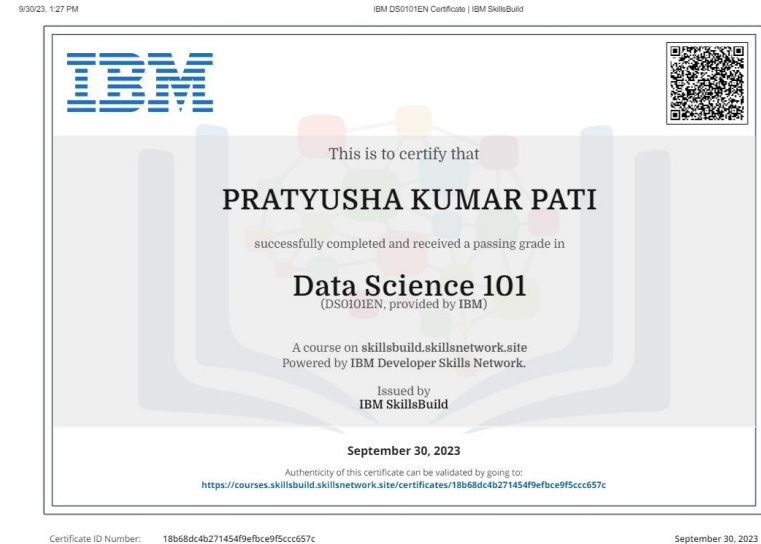 9/30/23, 1:27 PM IBM DS0101EN Certificate | IBM SkillsBuild
IBM
This is to certify that
PRATYUSHA KUMAR PATI
successfully completed and received a passing grade in
Data Science 101
(DS0101EN, provided by IBM)
A course on skillsbuild.skillsnetwork.site
Powered by IBM Developer Skills Network.
Issued by
IBM SkillsBuild
September 30, 2023
Authenticity of this certificate can be validated by going to:
https://courses.skillsbuild.skillsnetwork.site/certificates/18b68dc4b271454f9efbce9f5ccc657c
Certificate ID Number: 18b68dc4b271454f9efbce9f5ccc657c September 30, 2023